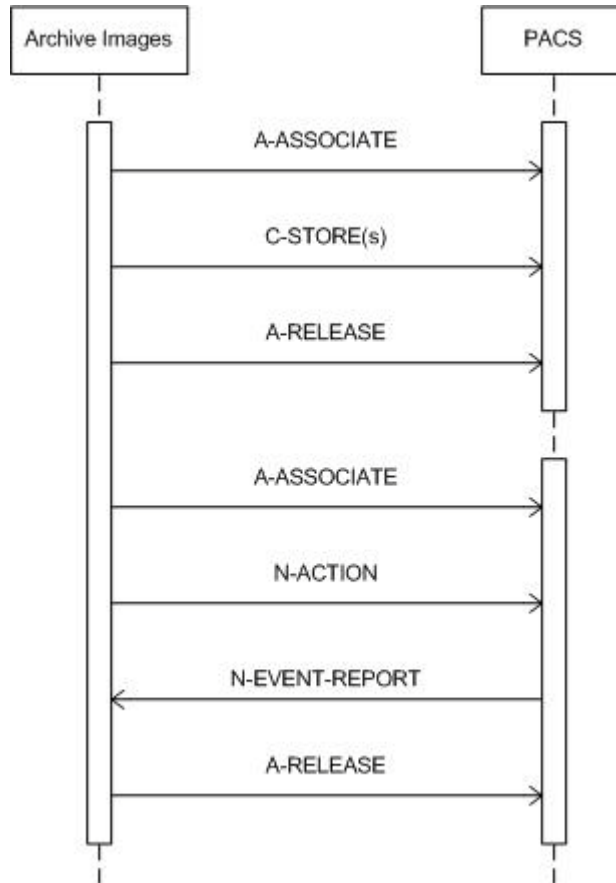 Archive Images
PACS
A-ASSOCIATE
C-STORE(s)
A-RELEASE
A-ASSOCIATE
N-ACTION
N-EVENT-REPORT
A-RELEASE